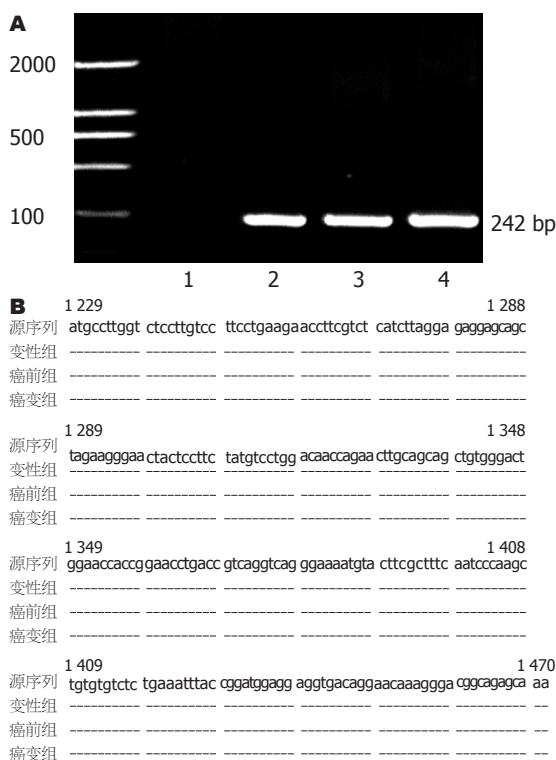 A
2000
500
100
242 bp
1 2 3 4
B
1 229 1 288
源序列 atgccttggt ctccttgtcc ttcctgaaga accttcgtct catcttagga gaggagcagc
变性组 ---------- ---------- ---------- ---------- ---------- ----------
癌前组 ---------- ---------- ---------- ---------- ---------- ----------
癌变组 ---------- ---------- ---------- ---------- ---------- ----------
1 289 1 348
源序列 tagaagggaa ctactccttc tatgtcctgg acaaccagaa cttgcagcag ctgtgggact
变性组 ---------- ---------- ---------- ---------- ---------- ----------
癌前组 ---------- ---------- ---------- ---------- ---------- ----------
癌变组 ---------- ---------- ---------- ---------- ---------- ----------
1 349 1 408
源序列 ggaaccaccg gaacctgacc gtcaggtcag ggaaaatgta cttcgctttc aatcccaagc
变性组 ---------- ---------- ---------- ---------- ---------- ----------
癌前组 ---------- ---------- ---------- ---------- ---------- ----------
癌变组 ---------- ---------- ---------- ---------- ---------- ----------
1 409 1 470
源序列 tgtgtgtctc tgaaatttac cggatggagg aggtgacagg aacaaaggga cggcagagca aa
变性组 ---------- ---------- ---------- ---------- ---------- ---------- --
癌前组 ---------- ---------- ---------- ---------- ---------- ---------- --
癌变组 ---------- ---------- ---------- ---------- ---------- ---------- --